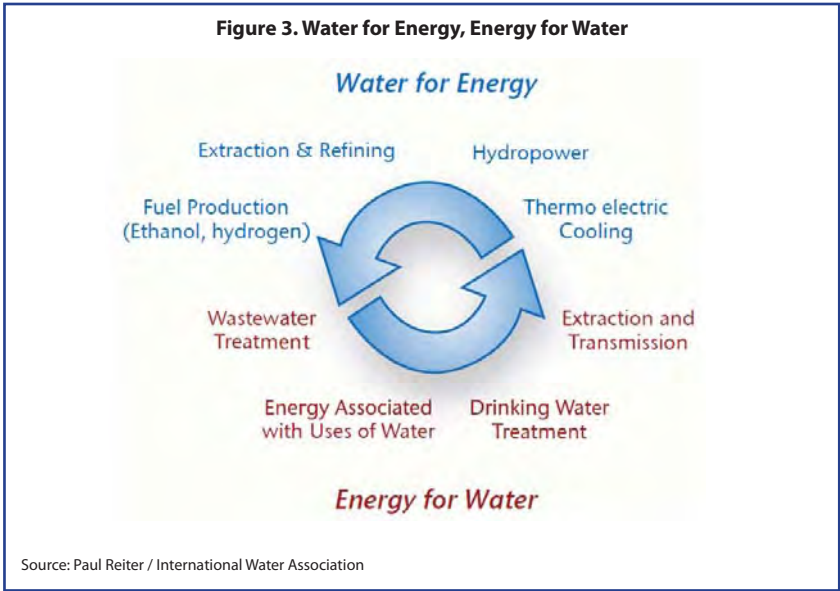 Figure 3. Water for Energy, Energy for Water
Water for Energy
Extraction & Refining
Hydropower
Fuel Production
(Ethanol, hydrogen)
Thermo electric
Cooling
Wastewater
Treatment
Extraction and
Transmission
Energy Associated
with Uses of Water
Drinking Water
Treatment
Energy for Water
Source: Paul Reiter / International Water Association